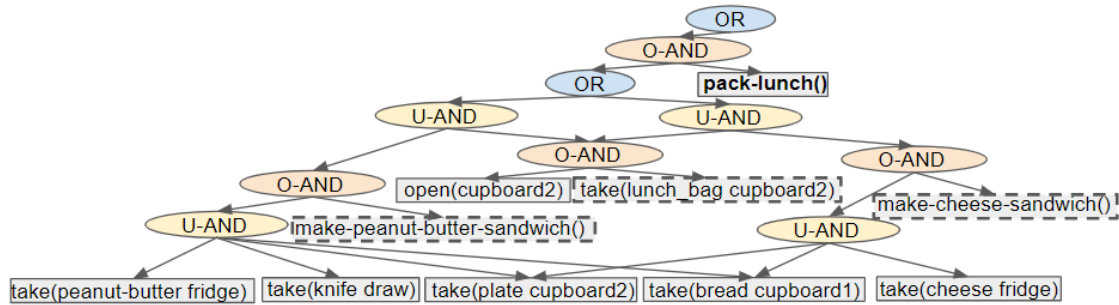 OR
O-AND
OR
pack-lunch()
U-AND
U-AND
O-AND
O-AND
O-AND
open(cupboard2)
take(lunch_bag cupboard2)
make-cheese-sandwich()
U-AND
make-peanut-butter-sandwich()
U-AND
take(peanut-butter fridge)
take(knife draw)
take(plate cupboard2)
take(bread cupboard1)
take(cheese fridge)